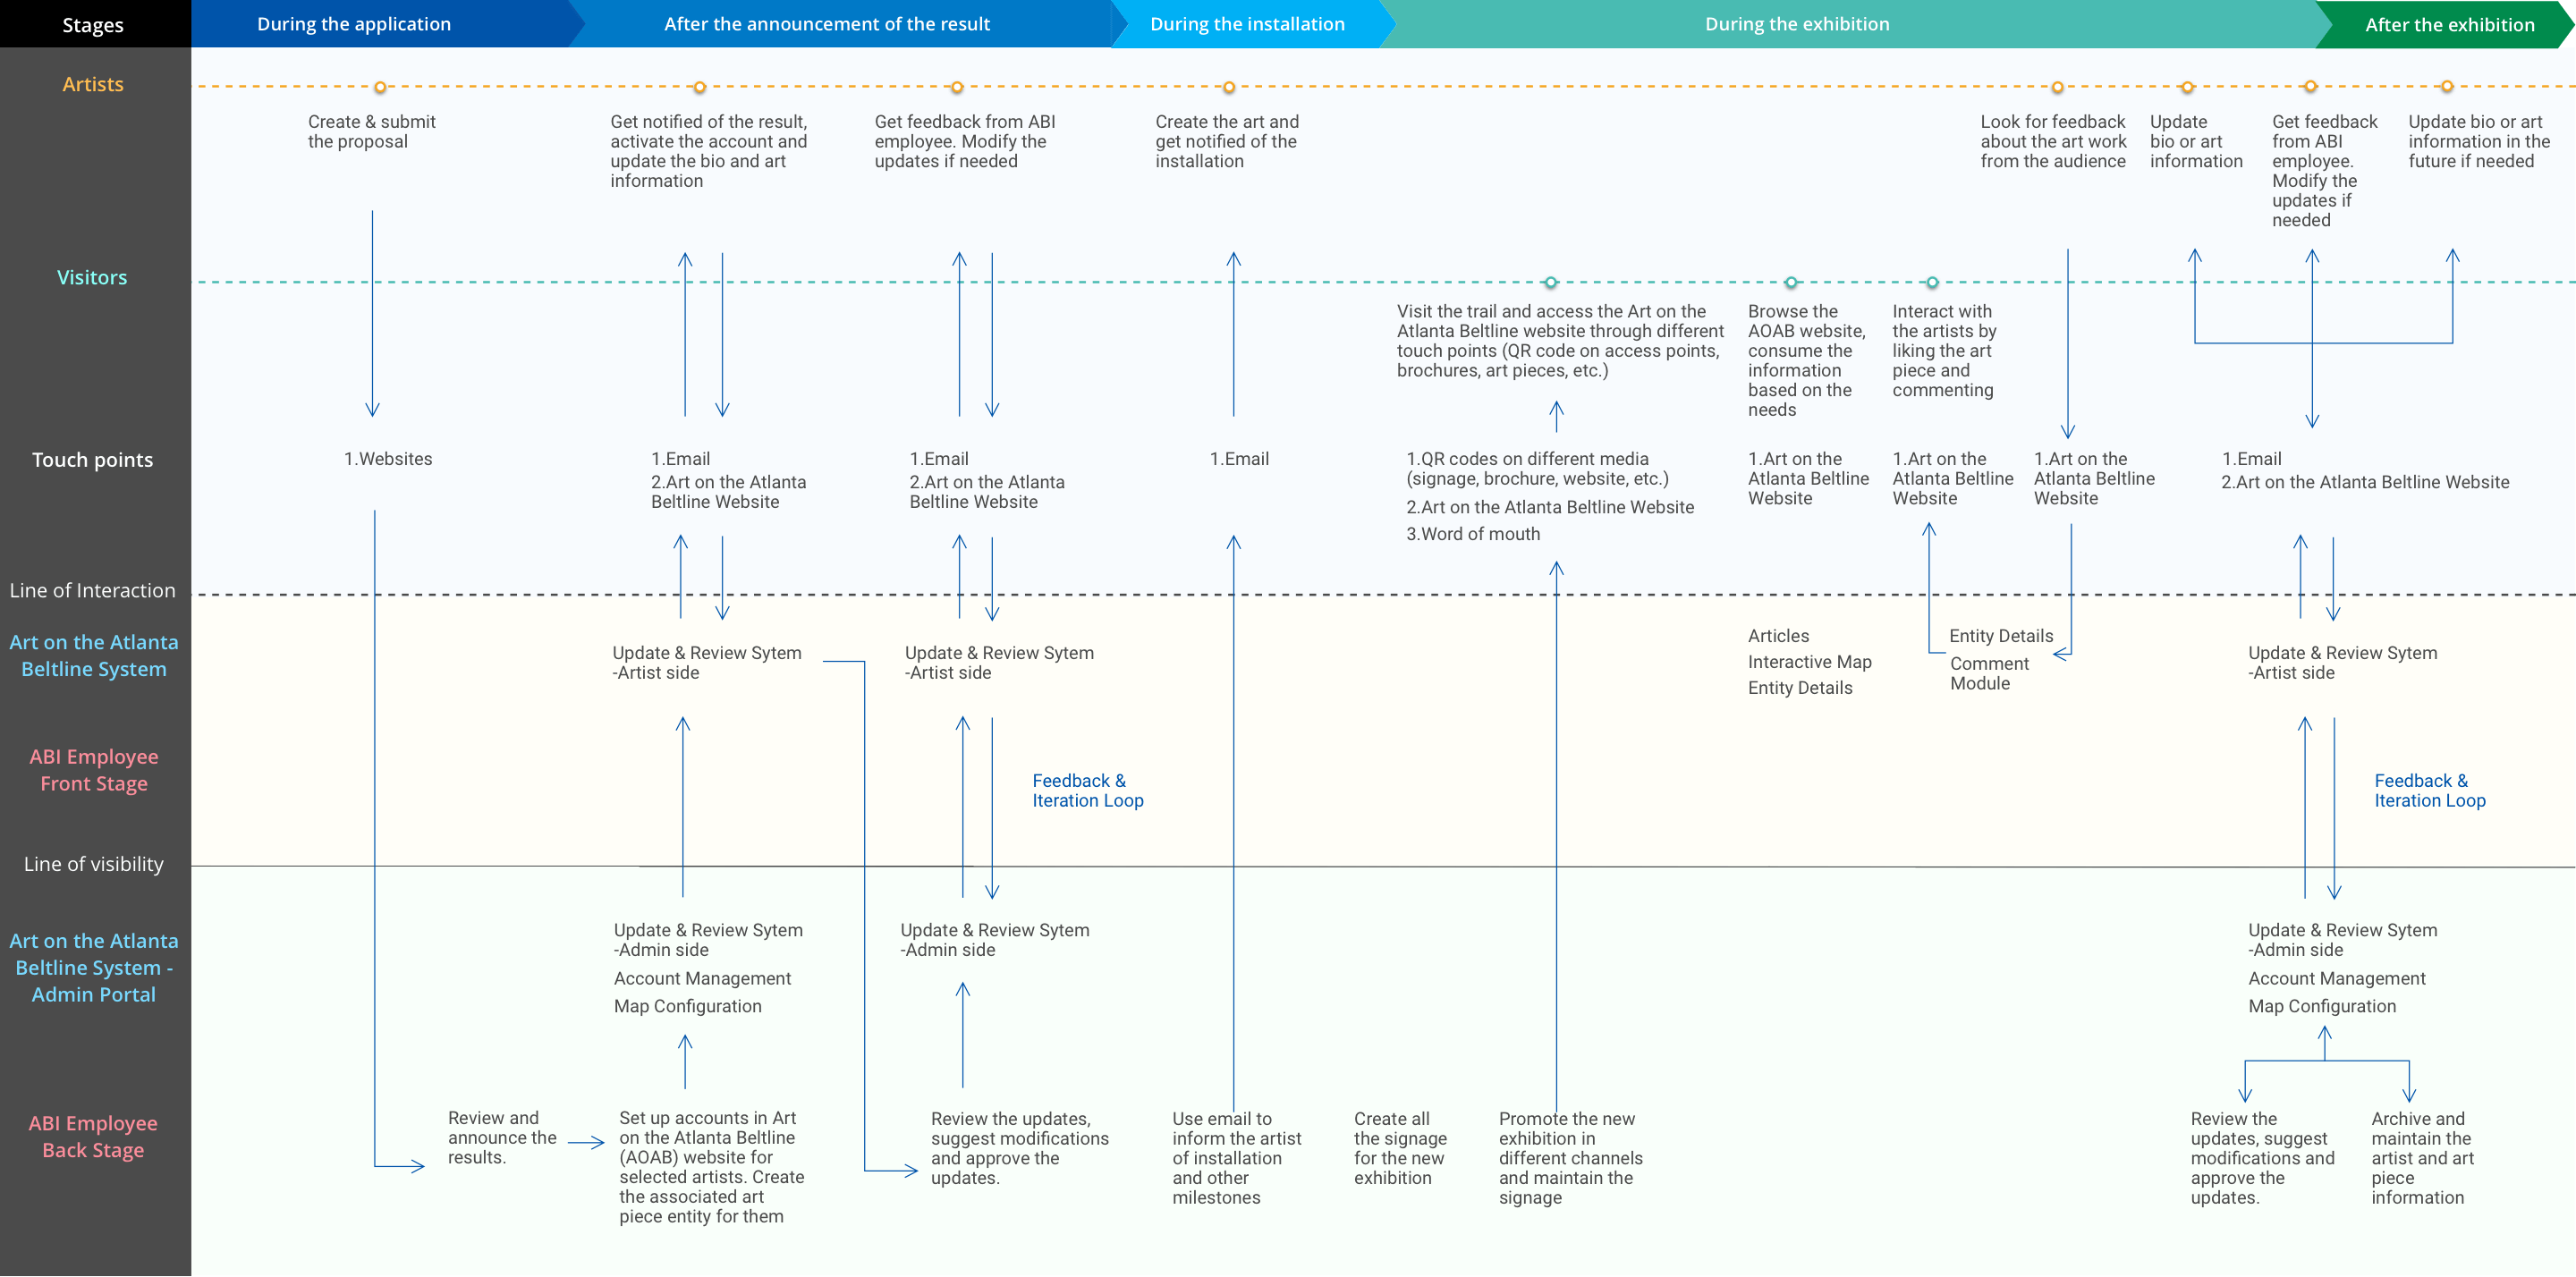 Stages
During the application
After the announcement of the result
During the installation
During the exhibition
After the exhibition
Artists
Create & submit
the proposal
Get notified of the result,
activate the account and
update the bio and art
information
Get feedback from ABI
employee. Modify the
updates if needed
Create the art and
get notified of the
installation
Look for feedback
about the art work
from the audience
Update
bio or art
information
Get feedback
from ABI
employee.
Modify the
updates if
needed
Update bio or art
information in the
future if needed
Visitors
Visit the trail and access the Art on the
Atlanta Beltline website through different
touch points (QR code on access points,
brochures, art pieces, etc.)
Browse the
AOAB website,
consume the
information
based on the
needs
Interact with
the artists by
liking the art
piece and
commenting
Touch points
1.Websites
1.Email
2.Art on the Atlanta
Beltline Website
1.Email
2.Art on the Atlanta
Beltline Website
1.Email
1.QR codes on different media
(signage, brochure, website, etc.)
2.Art on the Atlanta Beltline Website
3.Word of mouth
1.Art on the
Atlanta Beltline
Website
1.Art on the
Atlanta Beltline
Website
1.Art on the
Atlanta Beltline
Website
1.Email
2.Art on the Atlanta Beltline Website
Line of Interaction
Art on the Atlanta
Beltline System
Update & Review Sytem
-Artist side
Update & Review Sytem
-Artist side
Articles
Interactive Map
Entity Details
Entity Details
Comment
Module
Update & Review Sytem
-Artist side
ABI Employee
Front Stage
Feedback &
Iteration Loop
Feedback &
Iteration Loop
Line of visibility
Art on the Atlanta
Beltline System -
Admin Portal
Update & Review Sytem
-Admin side
Account Management
Map Configuration
Update & Review Sytem
-Admin side
Update & Review Sytem
-Admin side
Account Management
Map Configuration
ABI Employee
Back Stage
Review and
announce the
results.
Set up accounts in Art
on the Atlanta Beltline
(AOAB) website for
selected artists. Create
the associated art
piece entity for them
Review the updates,
suggest modifications
and approve the
updates.
Use email to
inform the artist
of installation
and other
milestones
Create all
the signage
for the new
exhibition
Promote the new
exhibition in
different channels
and maintain the
signage
Review the
updates, suggest
modifications and
approve the
updates.
Archive and
maintain the
artist and art
piece
information